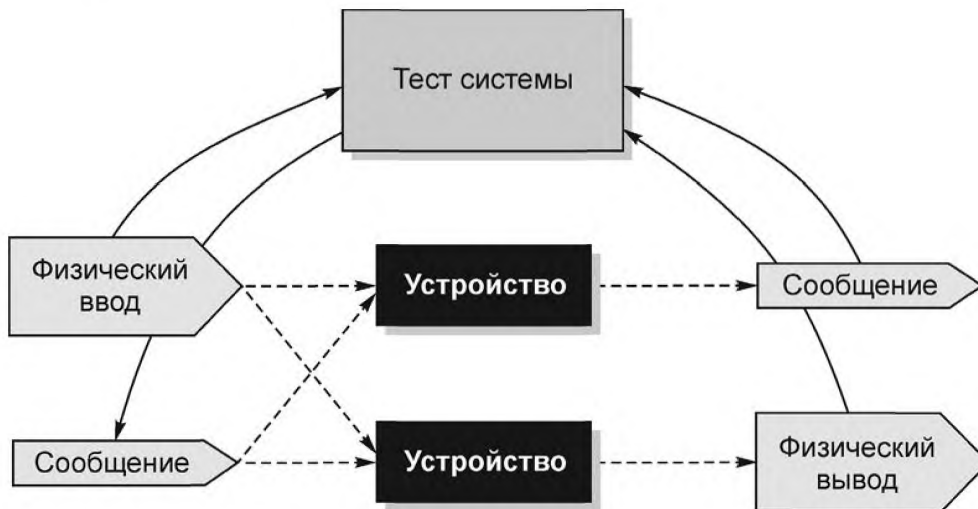 Тест системы
Физический
ввод
Устройство
Сообщение
Сообщение
Устройство
Физический
вывод